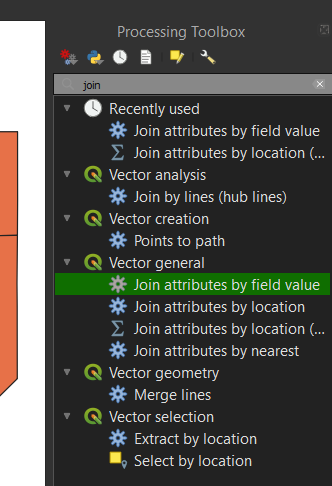 Processing Toolbox
join
Recently used
Join attributes by field value
Join attributes by location (...
Vector analysis
Join by lines (hub lines)
Vector creation
Points to path
Vector general
Join attributes by field value
Join attributes by location
Join attributes by location (...
Join attributes by nearest
Vector geometry
Merge lines
Vector selection
Extract by location
Select by location